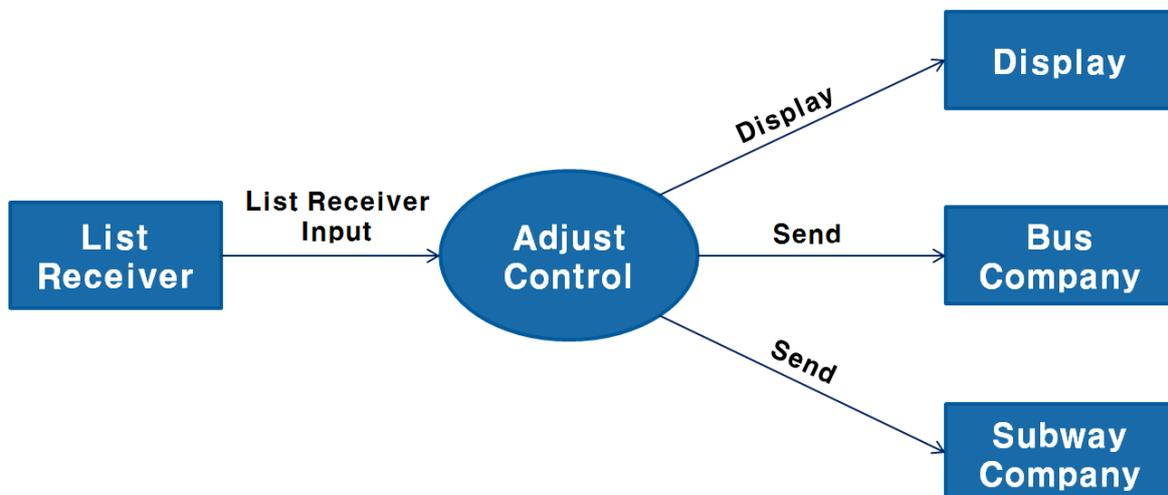 List
Receiver
List Receiver
Input
Adjust
Control
Display
Display
Send
Bus
Company
Send
Subway
Company